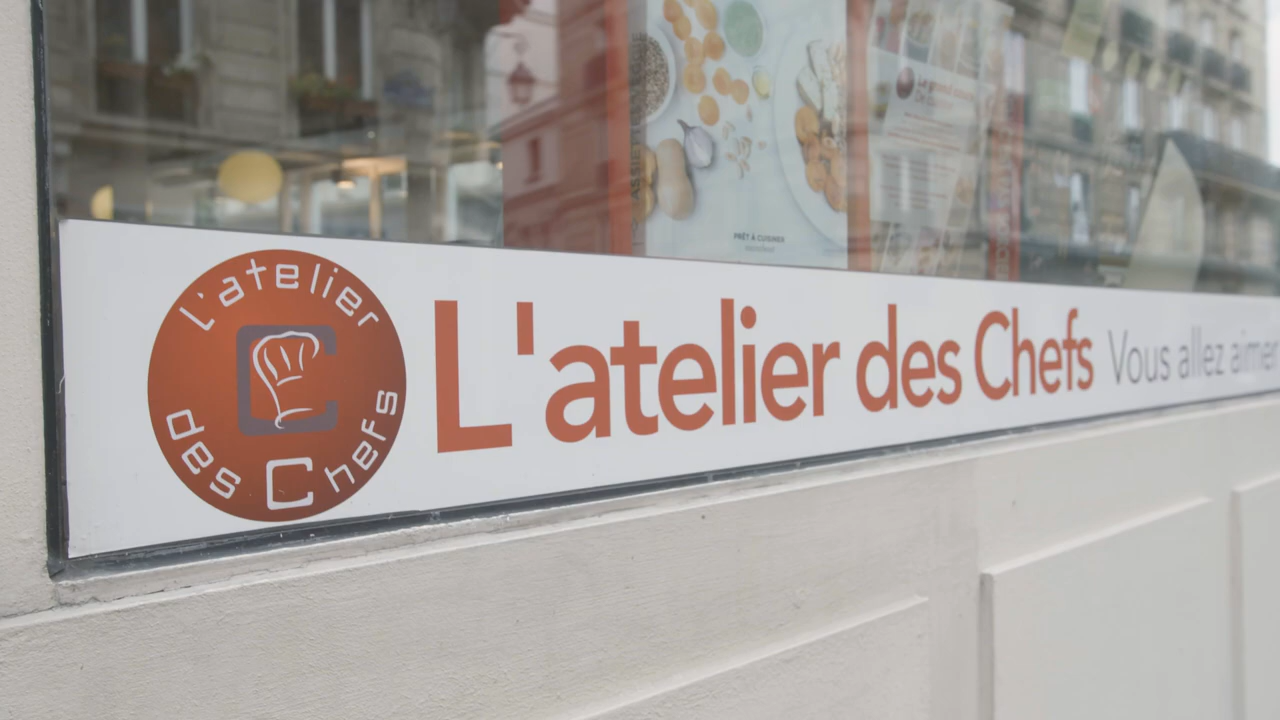 PRÊT À CUISINER
l'atelier
des Chefs
L'atelier des Chefs Vous allez aimer